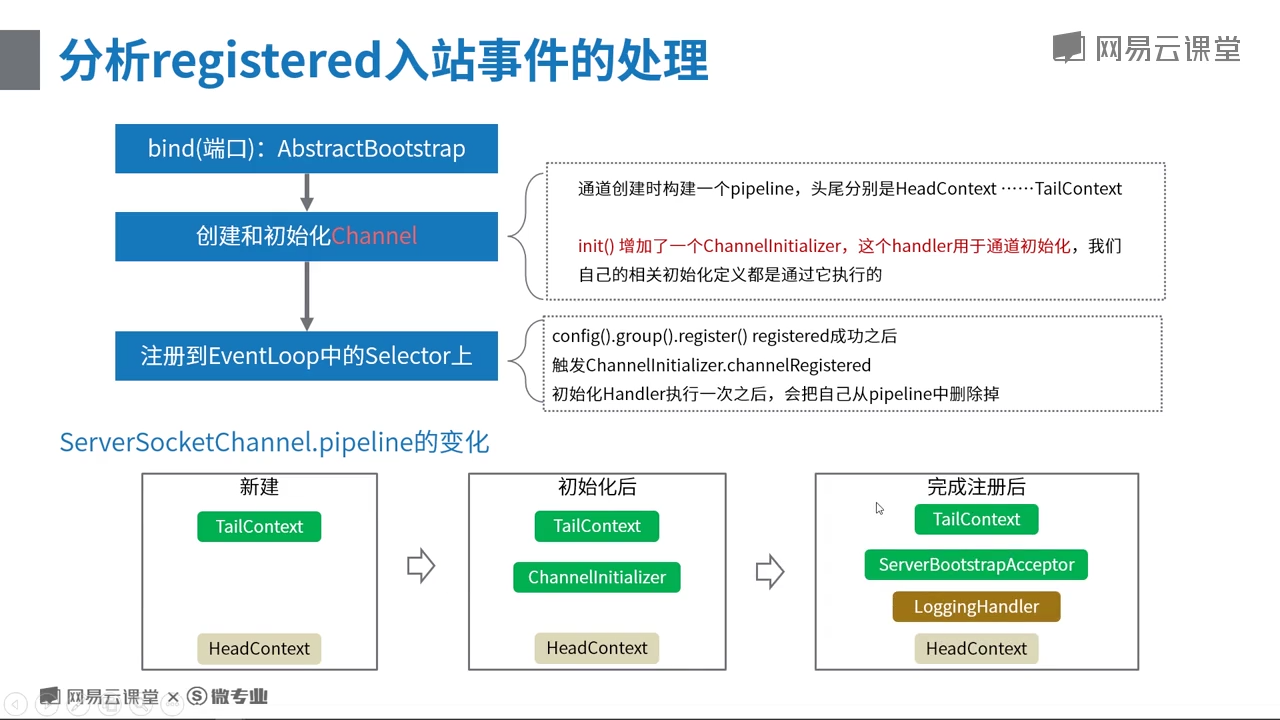 分析registered入站事件的处理
网易云课堂
bind(端口)：AbstractBootstrap
创建和初始化Channel
通道创建时构建一个pipeline，头尾分别是HeadContext ……TailContext
init() 增加了一个ChannelInitializer，这个handler用于通道初始化，我们
自己的相关初始化定义都是通过它执行的
注册到EventLoop中的Selector上
config().group().register() registered成功之后
触发ChannelInitializer.channelRegistered
初始化Handler执行一次之后，会把自己从pipeline中删除掉
ServerSocketChannel.pipeline的变化
新建
TailContext
HeadContext
初始化后
TailContext
ChannelInitializer
HeadContext
完成注册后
TailContext
ServerBootstrapAcceptor
LoggingHandler
HeadContext
网易云课堂 × S 微专业